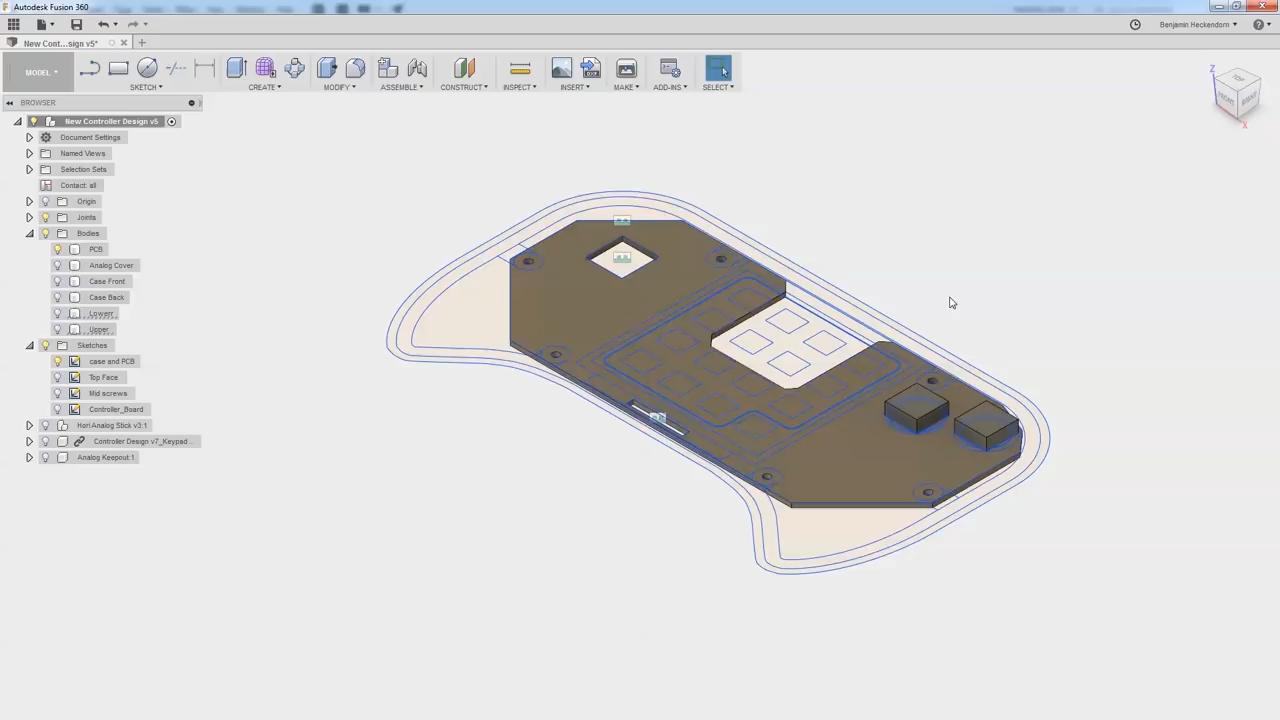 Autodesk Fusion 360
Benjamin Heckendorn
New Cont...sign v5*
MODEL
SKETCH
CREATE
MODIFY
ASSEMBLE
CONSTRUCT
INSPECT
INSERT
MAKE
ADD-INS
SELECT
BROWSER
New Controller Design v5
Document Settings
Named Views
Selection Sets
Contact: all
Origin
Joints
Bodies
PCB
Analog Cover
Case Front
Case Back
Lowerr
Upper
Sketches
case and PCB
Top Face
Mid screws
Controller_Board
Hori Analog Stick v3:1
Controller Design v7_Keypad...
Analog Keepout:1
Z
TOP
FRONT
X